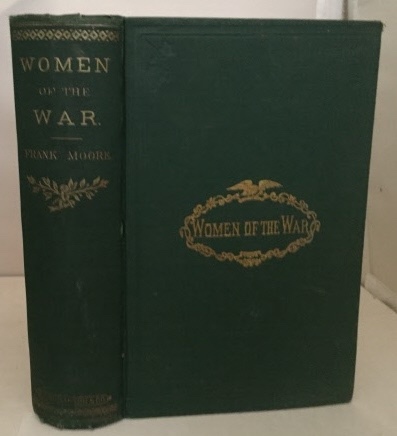 WOMEN
OF THE
WAR.
FRANK MOORE
WOMEN OF THE WAR